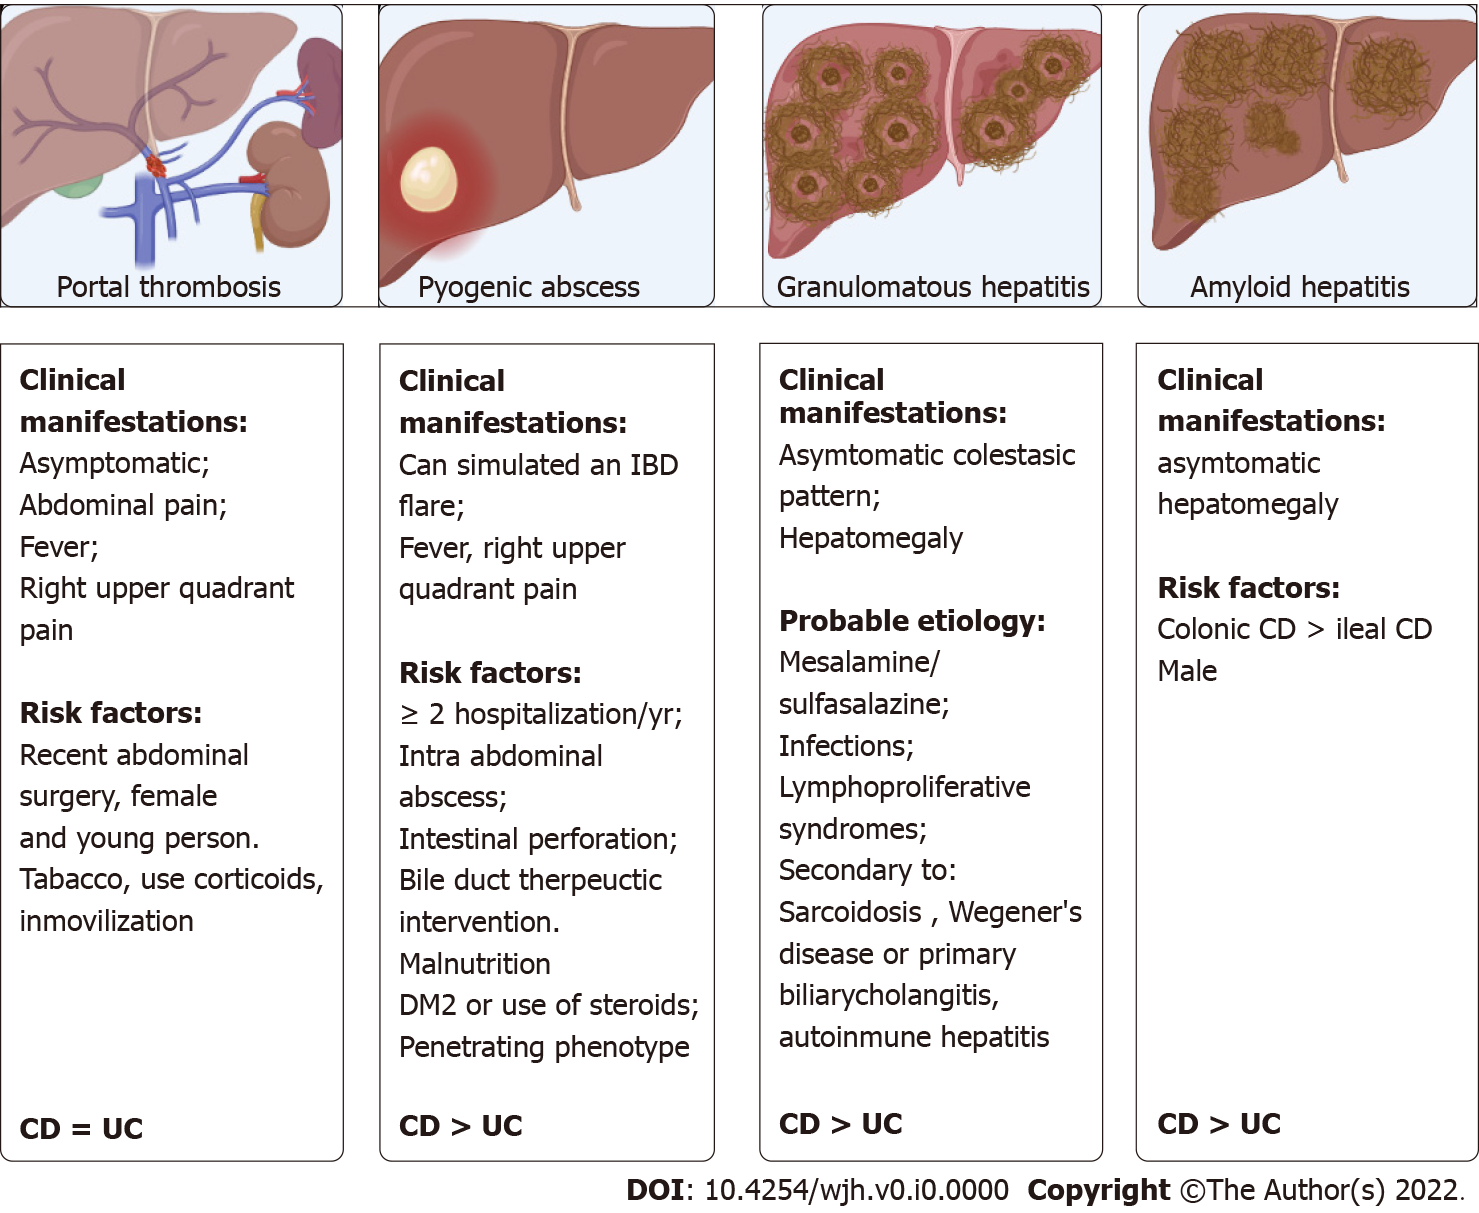 Portal thrombosis
Pyogenic abscess
Granulomatous hepatitis
Amyloid hepatitis
Clinical
manifestations:
Asymptomatic;
Abdominal pain;
Fever;
Right upper quadrant
pain
Risk factors:
Recent abdominal
surgery, female
and young person.
Tabacco, use corticoids,
inmovilization
CD = UC
Clinical
manifestations:
Can simulated an IBD
flare;
Fever, right upper
quadrant pain
Risk factors:
≥ 2 hospitalization/yr;
Intra abdominal
abscess;
Intestinal perforation;
Bile duct therpeuctic
intervention.
Malnutrition
DM2 or use of steroids;
Penetrating phenotype
CD > UC
Clinical
manifestations:
Asymtomatic colestasic
pattern;
Hepatomegaly
Probable etiology:
Mesalamine/
sulfasalazine;
Infections;
Lymphoproliferative
syndromes;
Secondary to:
Sarcoidosis , Wegener's
disease or primary
biliarycholangitis,
autoinmune hepatitis
CD > UC
Clinical
manifestations:
asymtomatic
hepatomegaly
Risk factors:
Colonic CD > ileal CD
Male
CD > UC
DOI: 10.4254/wjh.v0.i0.0000 Copyright ©The Author(s) 2022.